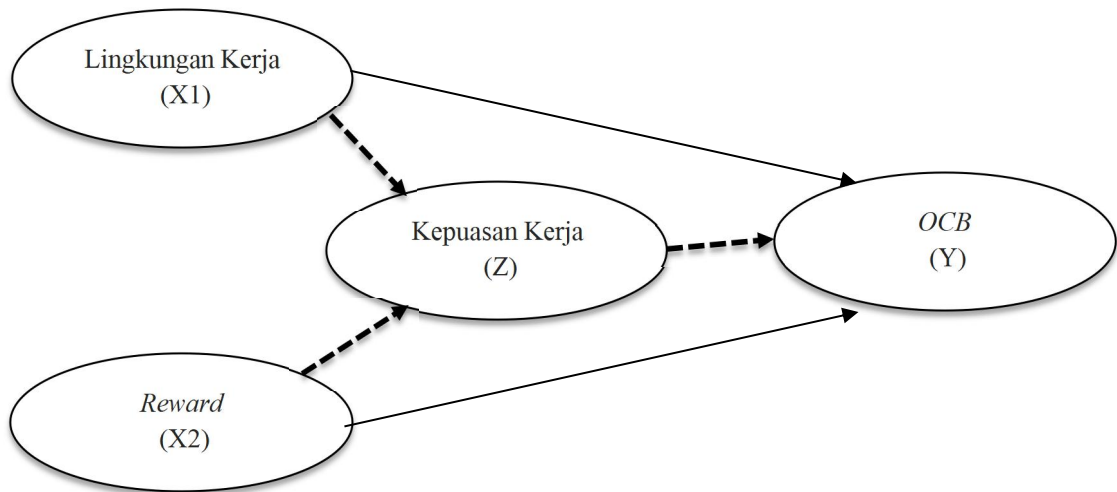 Lingkungan Kerja
(X1)
Kepuasan Kerja
(Z)
OCB
(Y)
Reward
(X2)